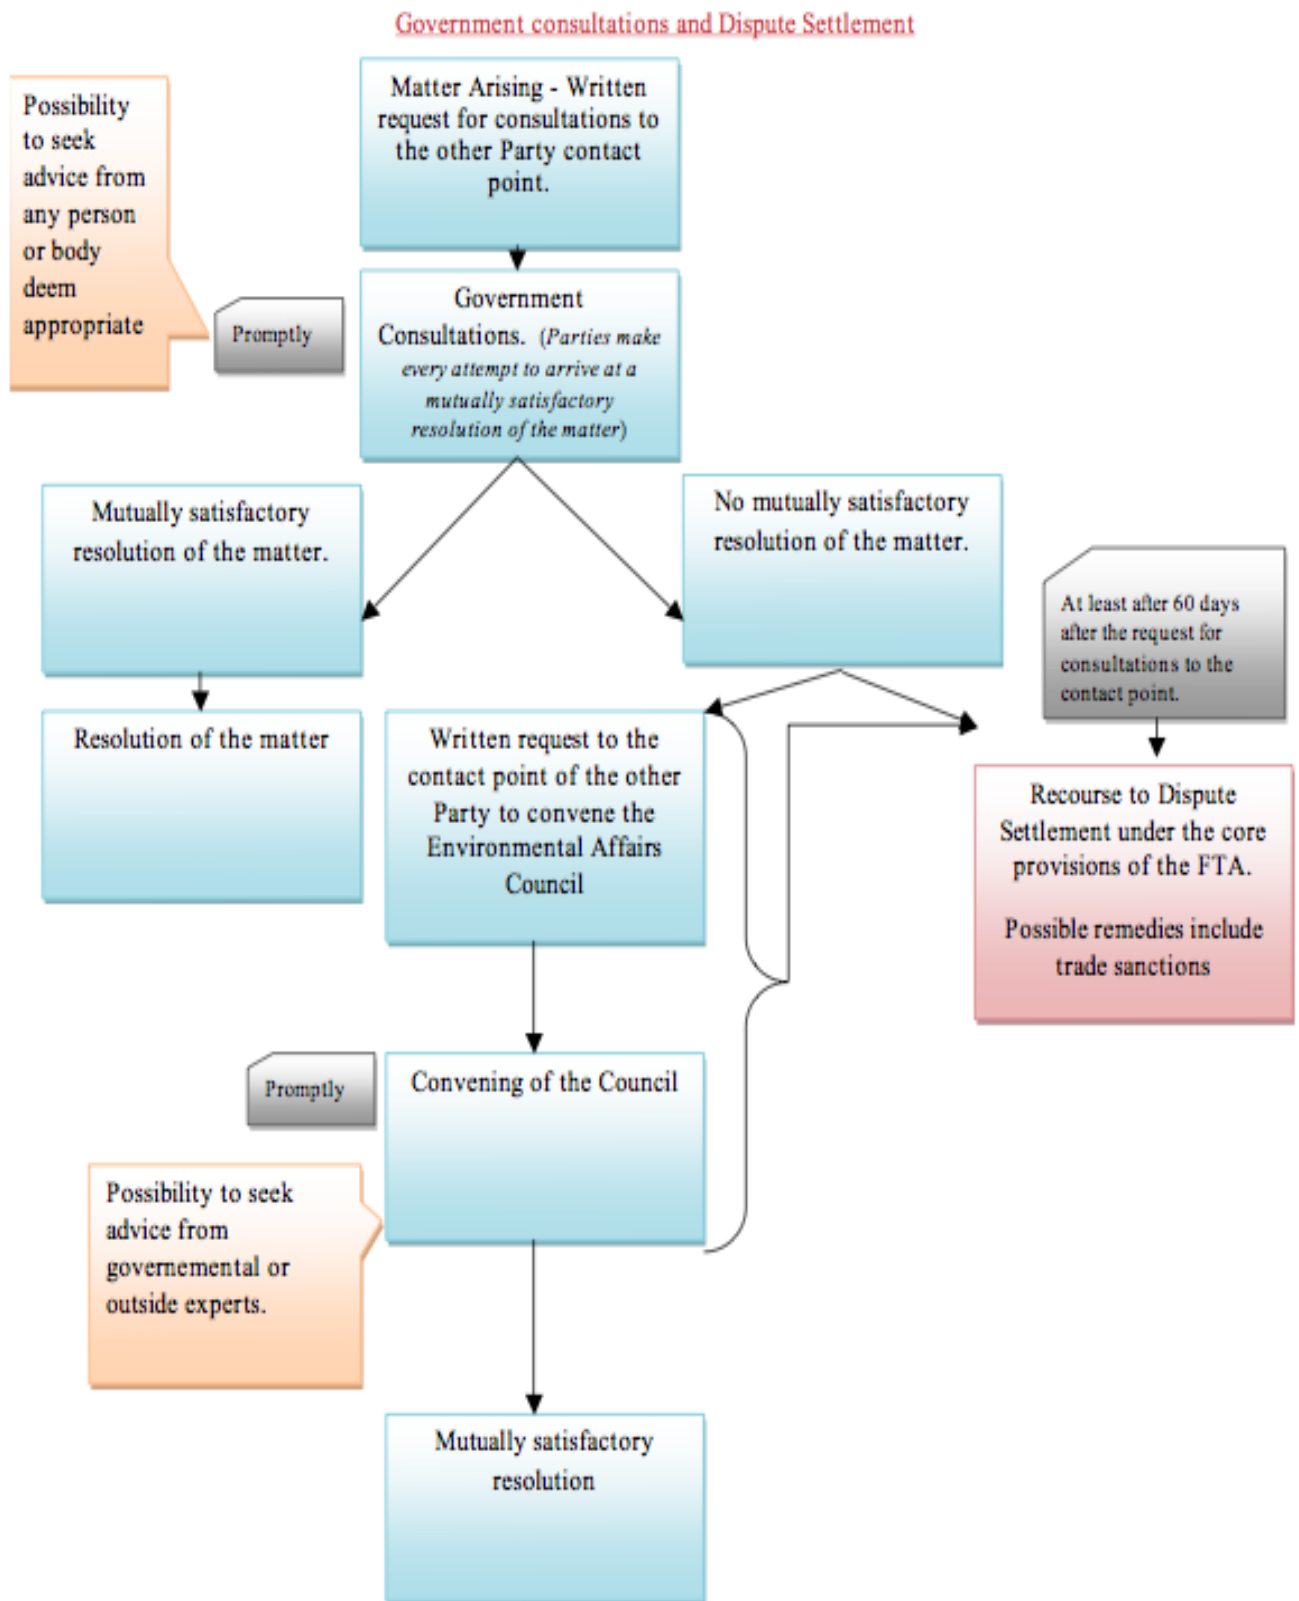 Government consultations and Dispute Settlement
Matter Arising - Written
request for consultations to
the other Party contact
point.
Possibility
to seek
advice from
any person
or body
deem
appropriate
Promptly
Government
Consultations. (Parties make
every attempt to arrive at a
mutually satisfactory
resolution of the matter)
Mutually satisfactory
resolution of the matter.
No mutually satisfactory
resolution of the matter.
At least after 60 days
after the request for
consultations to the
contact point.
Resolution of the matter
Written request to the
contact point of the other
Party to convene the
Environmental Affairs
Council
Recourse to Dispute
Settlement under the core
provisions of the FTA.
Possible remedies include
trade sanctions
Promptly
Convening of the Council
Possibility to seek
advice from
governemental or
outside experts.
Mutually satisfactory
resolution